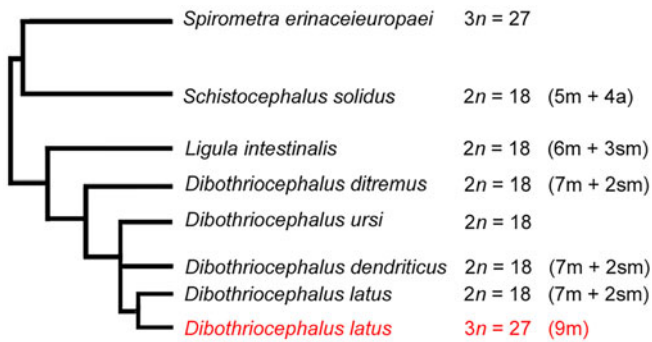 Spirometra erinaceieuropaei 3n = 27
Schistocephalus solidus 2n = 18 (5m + 4a)
Ligula intestinalis 2n = 18 (6m + 3sm)
Dibothriocephalus ditremus 2n = 18 (7m + 2sm)
Dibothriocephalus ursi 2n = 18
Dibothriocephalus dendriticus 2n = 18 (7m + 2sm)
Dibothriocephalus latus 2n = 18 (7m + 2sm)
Dibothriocephalus latus 3n = 27 (9m)